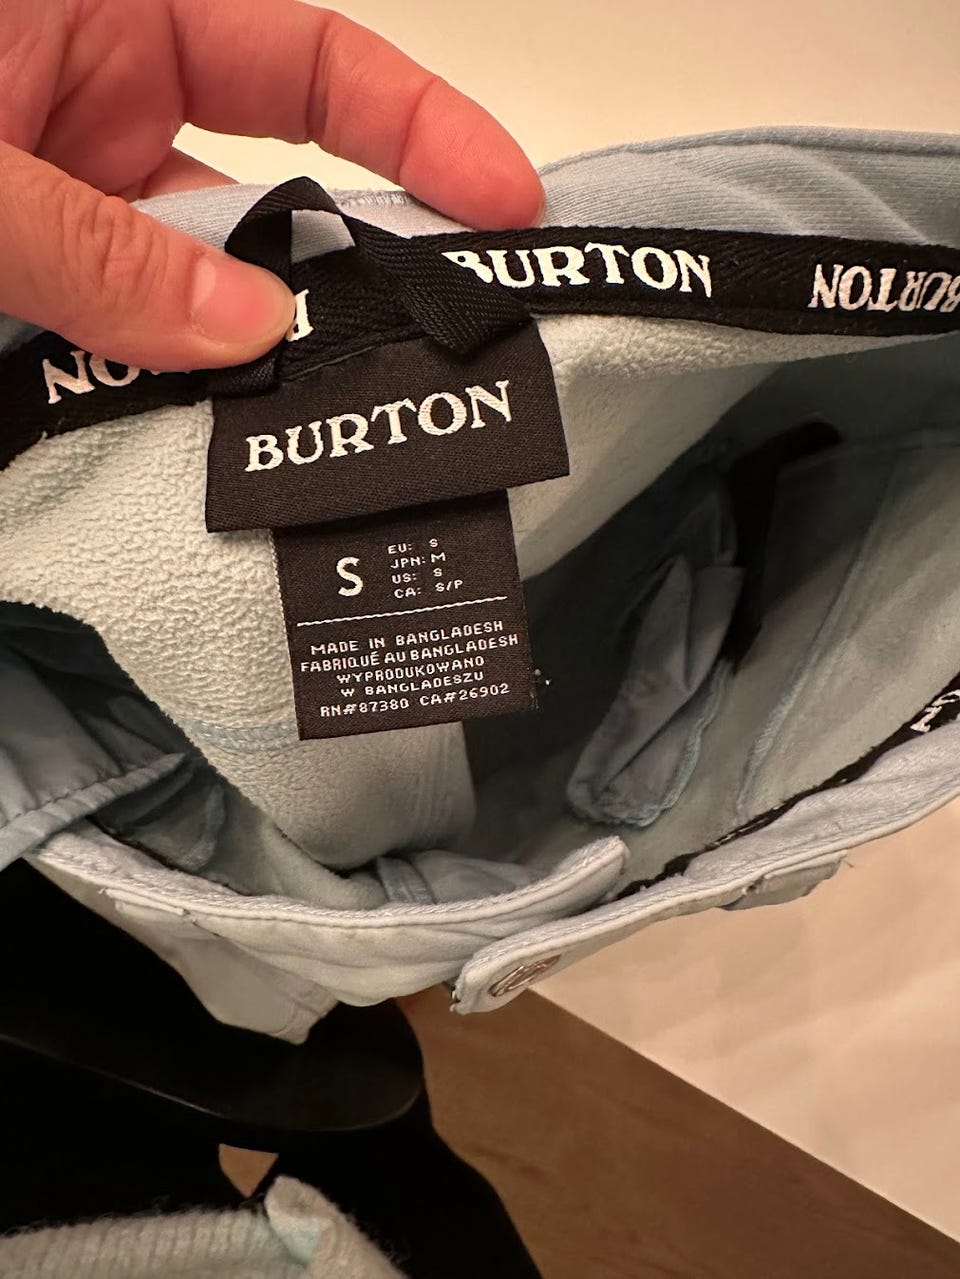 BURTON
BURTON
BURTON
S
EU: S
JPN: M
US: S
CA: S/P
MADE IN BANGLADESH
FABRIQUÉ AU BANGLADESH
WYPRODUKOWANO
W BANGLADESZU
RN#87380 CA#26902